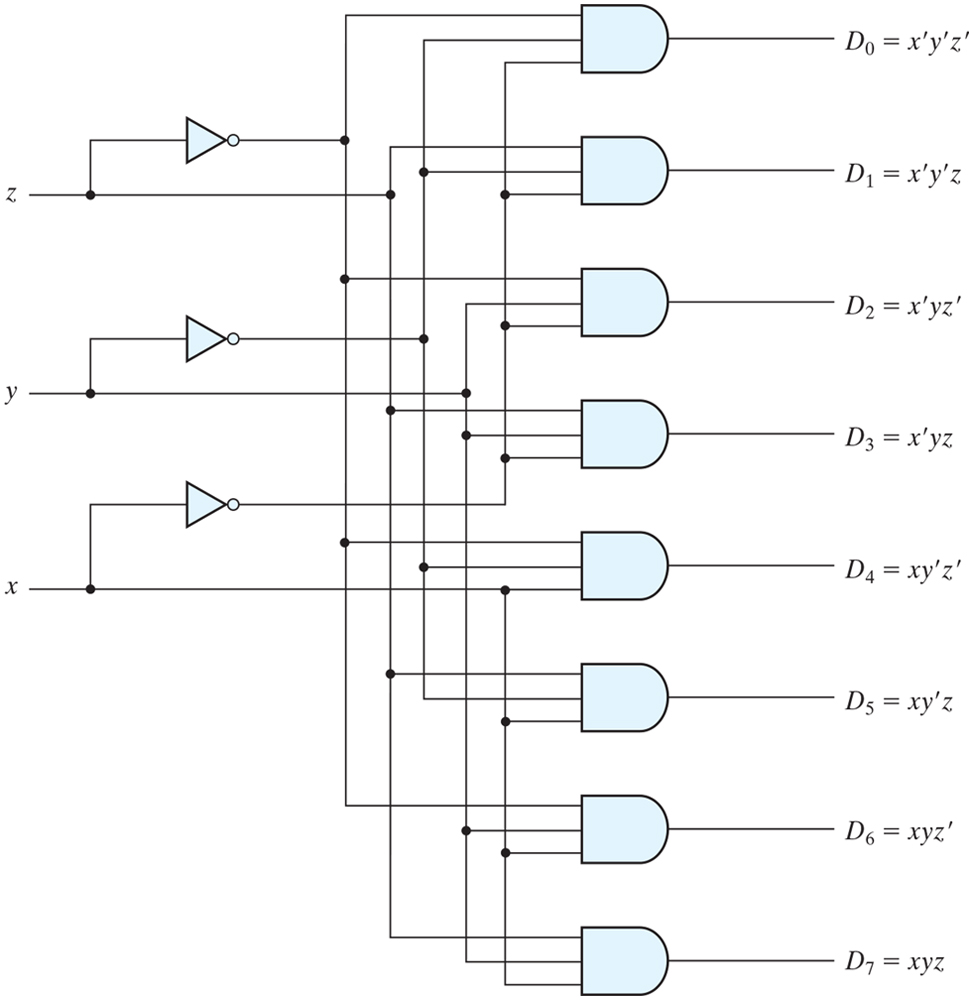 D₀ = x′y′z′
D₁ = x′y′z
z
D₂ = x′yz′
y
D₃ = x′yz
D₄ = xy′z′
x
D₅ = xy′z
D₆ = xyz′
D₇ = xyz